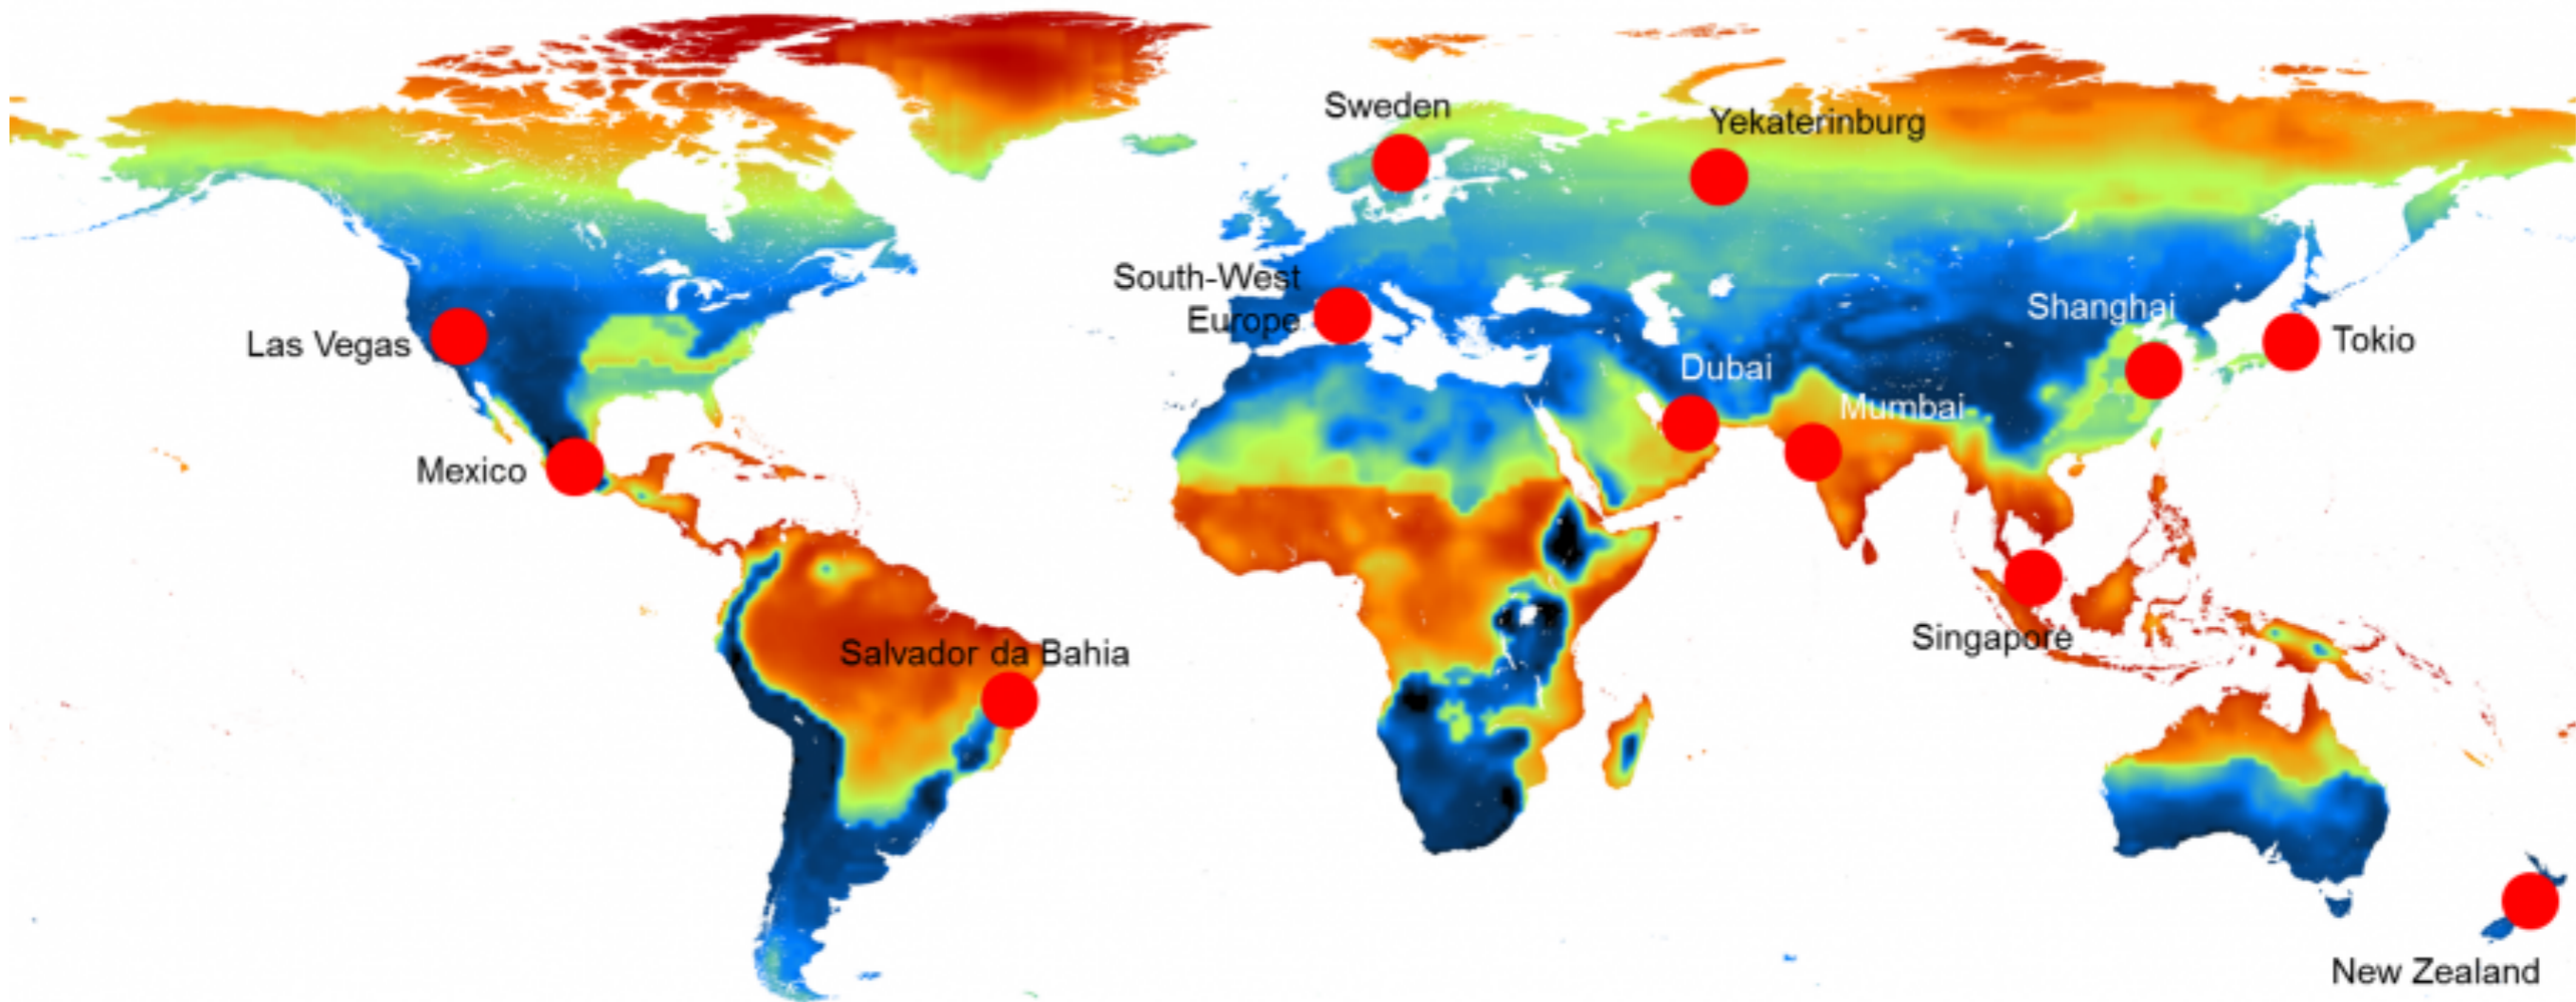 Sweden
Yekaterinburg
South-West
Europe
Shanghai
Las Vegas
Tokio
Dubai
Mumbai
Mexico
Singapore
Salvador da Bahia
New Zealand